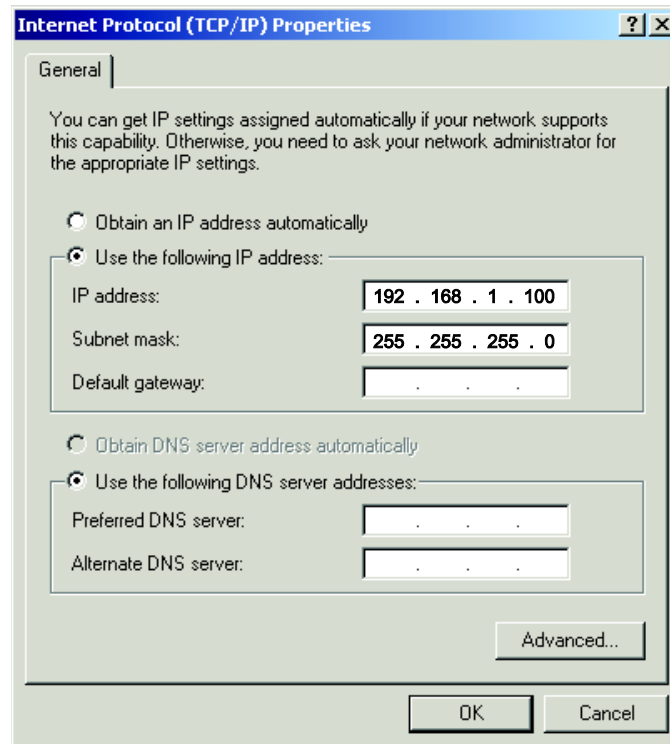 Internet Protocol (TCP/IP) Properties
General
You can get IP settings assigned automatically if your network supports
this capability. Otherwise, you need to ask your network administrator for
the appropriate IP settings.
Obtain an IP address automatically
Use the following IP address:
IP address: 192 . 168 . 1 . 100
Subnet mask: 255 . 255 . 255 . 0
Default gateway: . . .
Obtain DNS server address automatically
Use the following DNS server addresses:
Preferred DNS server: . . .
Alternate DNS server: . . .
Advanced...
OK Cancel